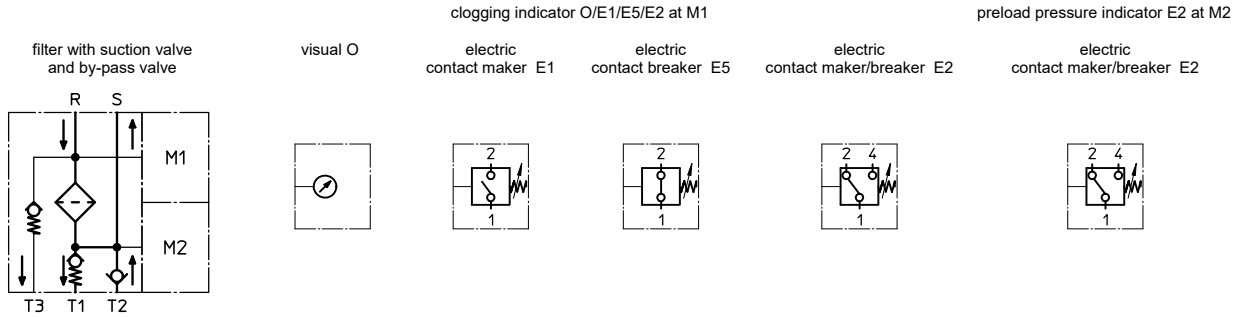 clogging indicator O/E1/E5/E2 at M1
preload pressure indicator E2 at M2
filter with suction valve
and by-pass valve
visual O
electric
contact maker E1
electric
contact breaker E5
electric
contact maker/breaker E2
electric
contact maker/breaker E2
R S
M1
M2
T3 T1 T2
2
1
2
1
2 4
1
2 4
1